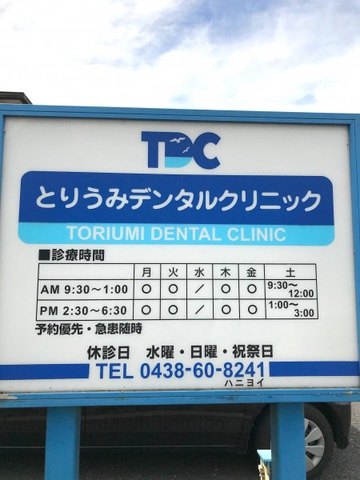 TDC
とりうみデンタルクリニック
TORIUMI DENTAL CLINIC
■診療時間
月 火 水 木 金 土
AM 9:30～1:00 ○ ○ ／ ○ ○ 9:30～12:00
PM 2:30～6:30 ○ ○ ／ ○ ○ 1:00～3:00
予約優先・急患随時
休診日 水曜・日曜・祝祭日
TEL 0438-60-8241
ハニヨイ